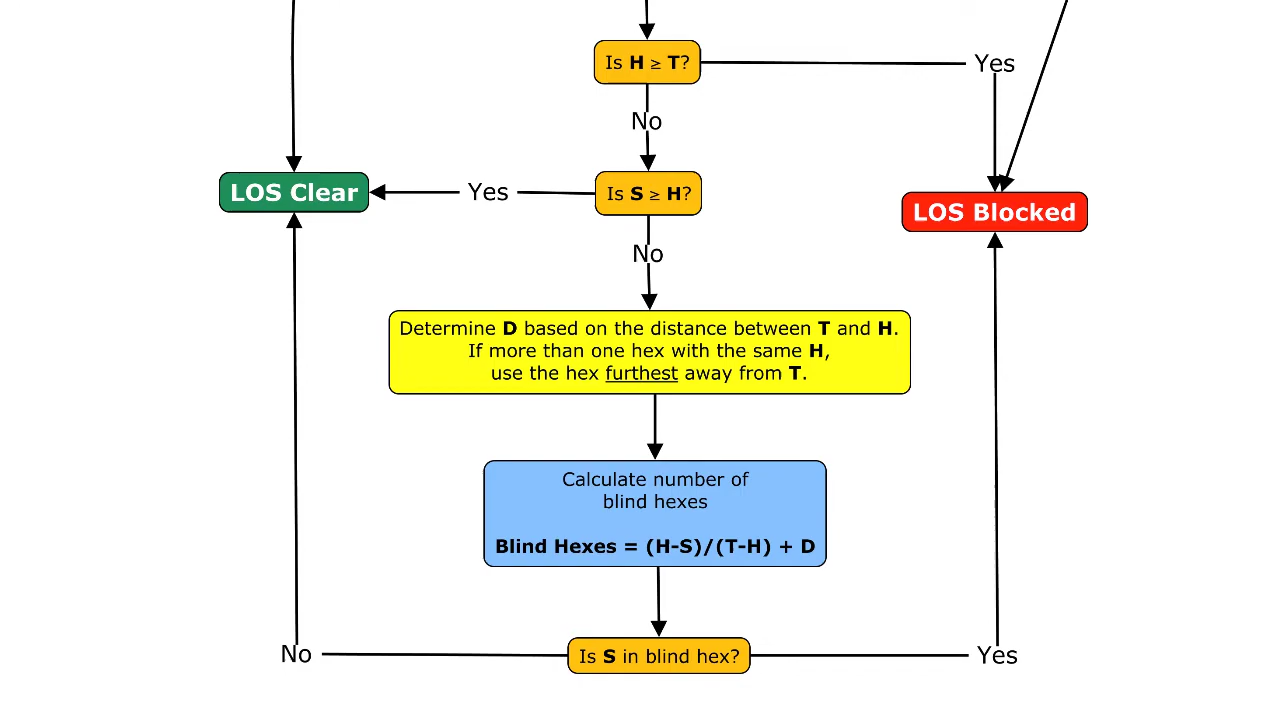 Is H ≥ T?
Yes
No
LOS Clear
Yes
Is S ≥ H?
LOS Blocked
No
Determine D based on the distance between T and H.
If more than one hex with the same H,
use the hex furthest away from T.
Calculate number of
blind hexes
Blind Hexes = (H-S)/(T-H) + D
No
Is S in blind hex?
Yes